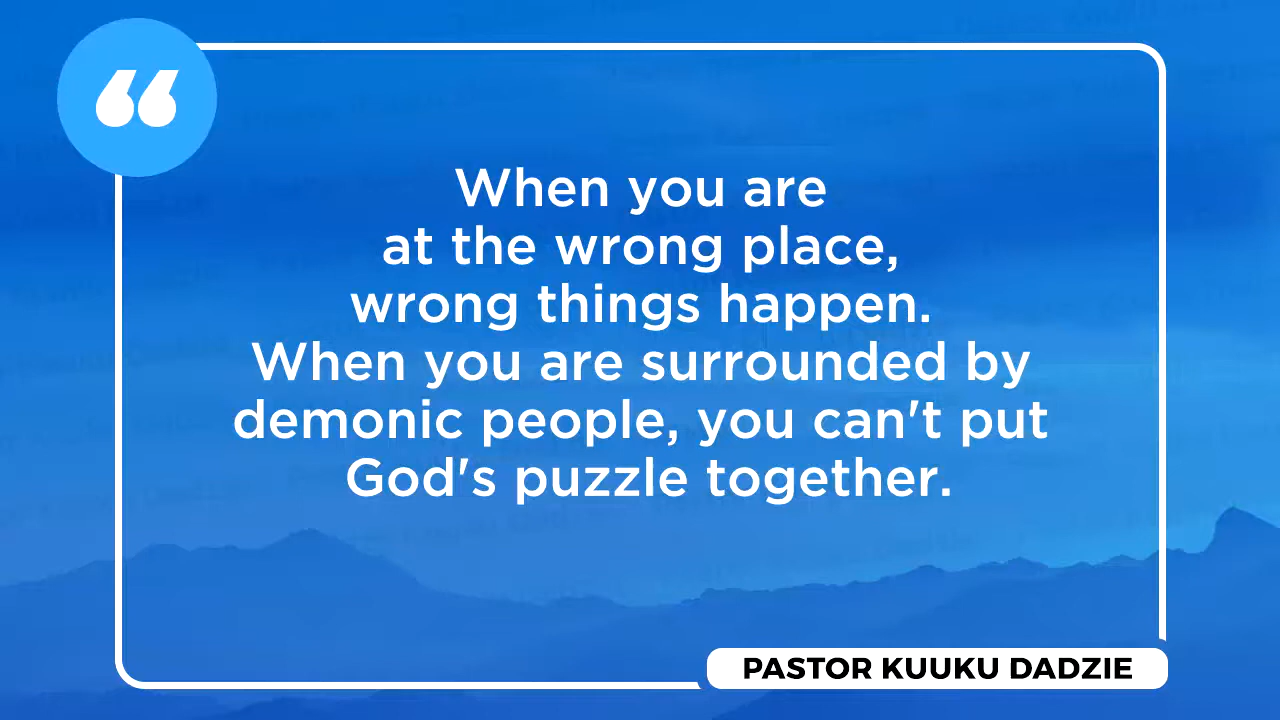 “
When you are
at the wrong place,
wrong things happen.
When you are surrounded by
demonic people, you can't put
God's puzzle together.
PASTOR KUUKU DADZIE